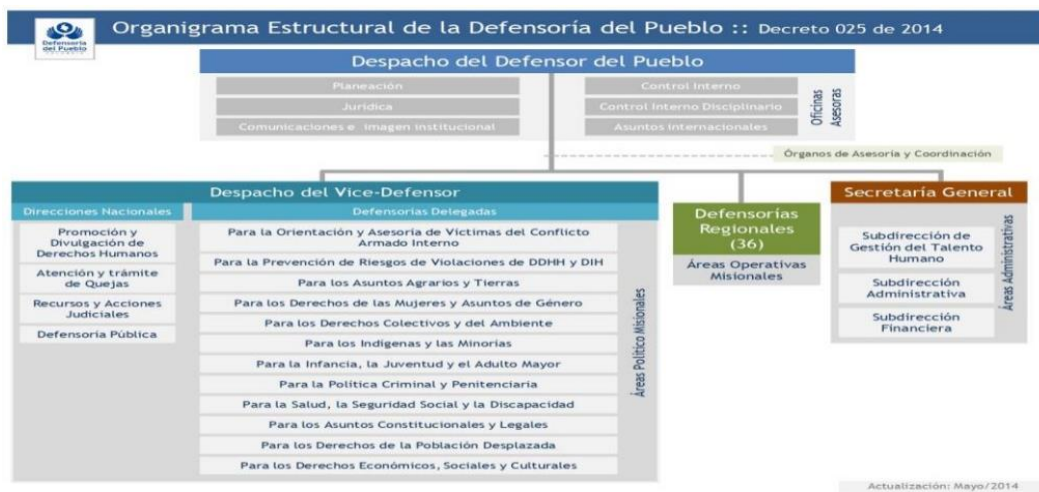 Organigrama Estructural de la Defensoría del Pueblo :: Decreto 025 de 2014
Defensoría
del Pueblo
Despacho del Defensor del Pueblo
Planeación
Jurídica
Comunicaciones e imagen institucional
Control Interno
Control Interno Disciplinario
Asuntos Internacionales
Oficinas
Asesoras
Órganos de Asesoría y Coordinación
Despacho del Vice-Defensor
Direcciones Nacionales
Promoción y
Divulgación de
Derechos Humanos
Atención y trámite
de Quejas
Recursos y Acciones
Judiciales
Defensoría Pública
Defensorías Delegadas
Para la Orientación y Asesoría de Víctimas del Conflicto
Armado Interno
Para la Prevención de Riesgos de Violaciones de DDHH y DIH
Para los Asuntos Agrarios y Tierras
Para los Derechos de las Mujeres y Asuntos de Género
Para los Derechos Colectivos y del Ambiente
Para los Indígenas y las Minorías
Para la Infancia, la Juventud y el Adulto Mayor
Para la Política Criminal y Penitenciaria
Para la Salud, la Seguridad Social y la Discapacidad
Para los Asuntos Constitucionales y Legales
Para los Derechos de la Población Desplazada
Para los Derechos Económicos, Sociales y Culturales
Áreas Político Misionales
Defensorías
Regionales
(36)
Áreas Operativas
Misionales
Secretaría General
Subdirección de
Gestión del Talento
Humano
Subdirección
Administrativa
Subdirección
Financiera
Áreas Administrativas
Actualización: Mayo/2014